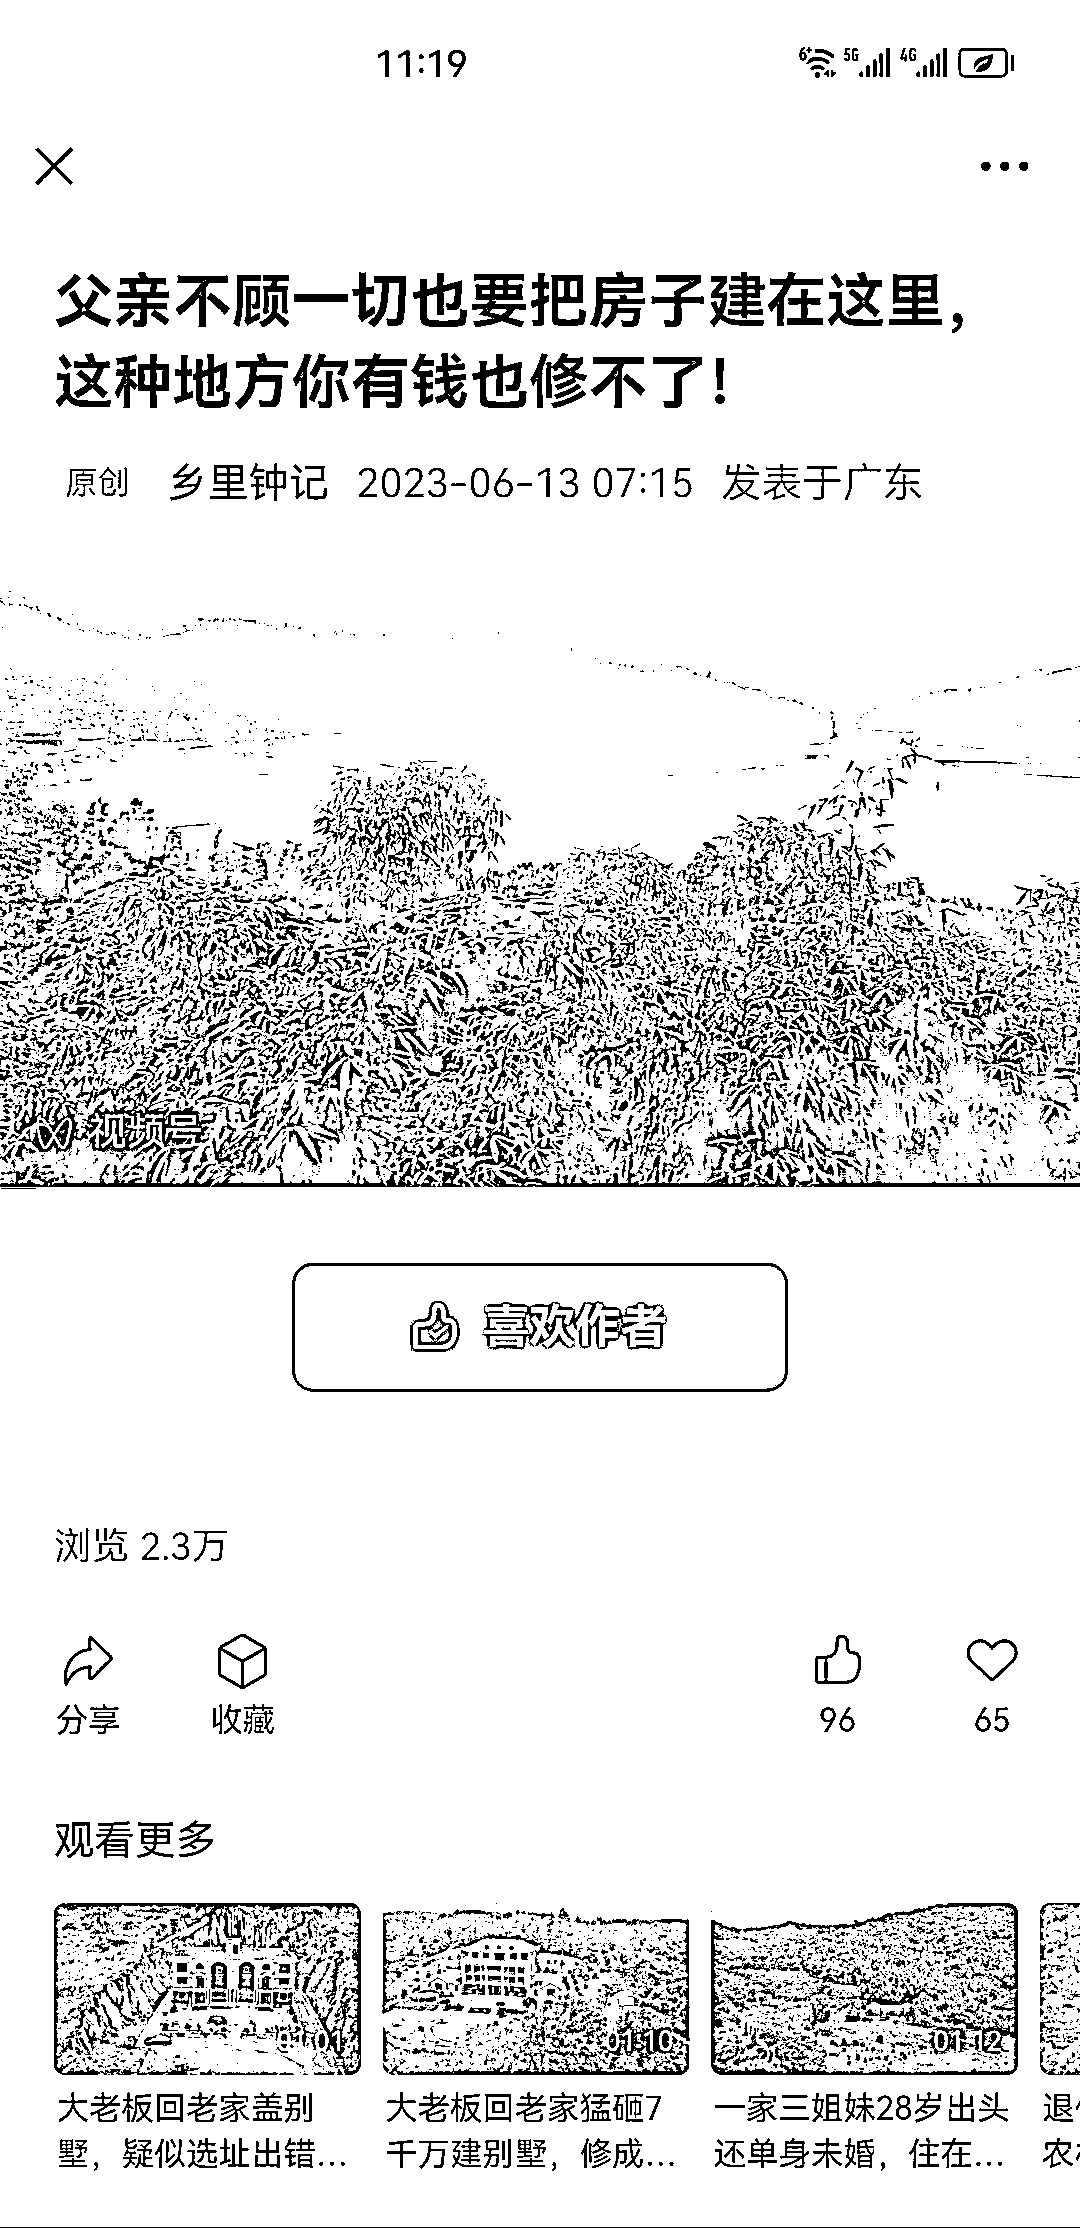 11:19
6+ 5G 4G
父亲不顾一切也要把房子建在这里，
这种地方你有钱也修不了！
原创 乡里钟记 2023-06-13 07:15 发表于广东
视频号
喜欢作者
浏览 2.3万
分享 收藏 96 65
观看更多
01:01 01:10 01:12
大老板回老家盖别 大老板回老家猛砸7 一家三姐妹28岁出头
墅，疑似选址出错... 千万建别墅，修成... 还单身未婚，住在...